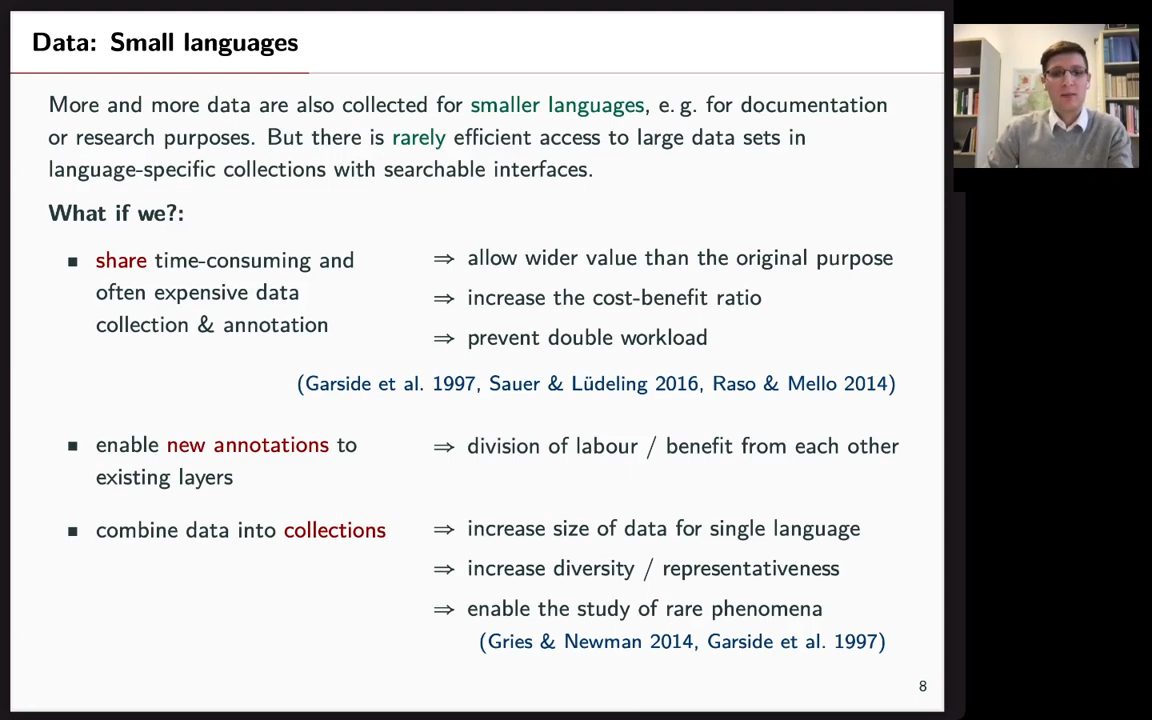 Data: Small languages
More and more data are also collected for smaller languages, e. g. for documentation
or research purposes. But there is rarely efficient access to large data sets in
language-specific collections with searchable interfaces.
What if we?:
■ share time-consuming and
often expensive data
collection & annotation
⇒ allow wider value than the original purpose
⇒ increase the cost-benefit ratio
⇒ prevent double workload
(Garside et al. 1997, Sauer & Lüdeling 2016, Raso & Mello 2014)
■ enable new annotations to
existing layers
⇒ division of labour / benefit from each other
■ combine data into collections
⇒ increase size of data for single language
⇒ increase diversity / representativeness
⇒ enable the study of rare phenomena
(Gries & Newman 2014, Garside et al. 1997)
8